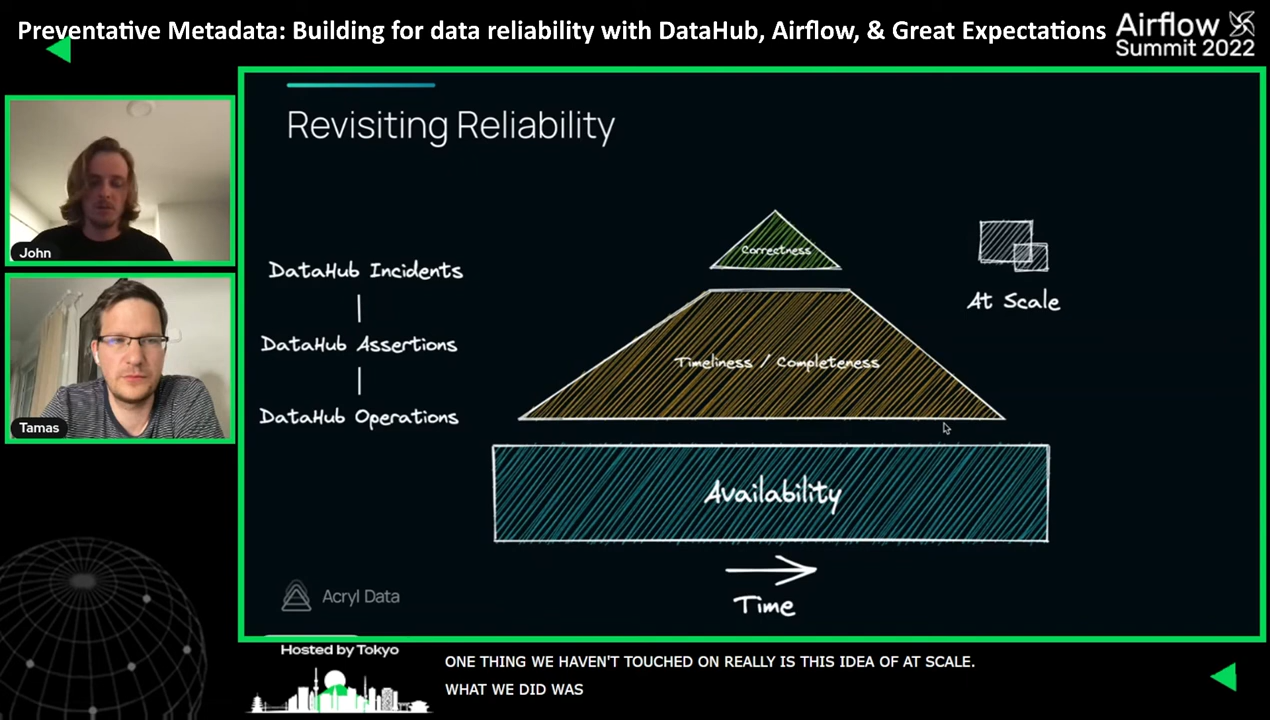 Preventative Metadata: Building for data reliability with DataHub, Airflow, & Great Expectations
Airflow
Summit 2022
John
Tamas
Revisiting Reliability
DataHub Incidents
DataHub Assertions
DataHub Operations
Correctness
Timeliness / Completeness
Availability
Time
At Scale
Acryl Data
Hosted by Tokyo
ONE THING WE HAVEN'T TOUCHED ON REALLY IS THIS IDEA OF AT SCALE.
WHAT WE DID WAS